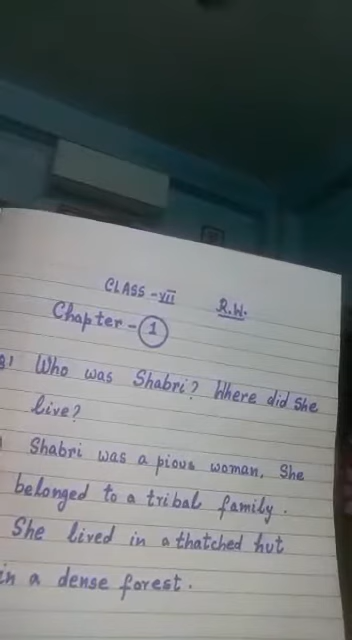 CLASS - VII R.W.
Chapter - 1
Who was Shabri? Where did She
live?
Shabri was a pious woman. She
belonged to a tribal family.
She lived in a thatched hut
in a dense forest.